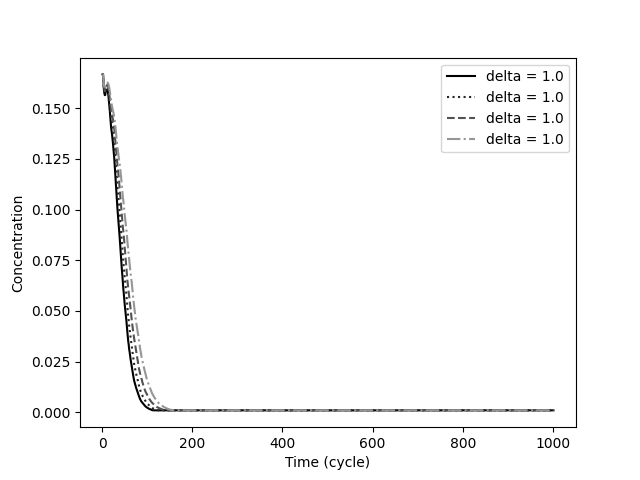 delta = 1.0
delta = 1.0
delta = 1.0
delta = 1.0
0.150
0.125
0.100
0.075
0.050
0.025
0.000
Concentration
0 200 400 600 800 1000
Time (cycle)